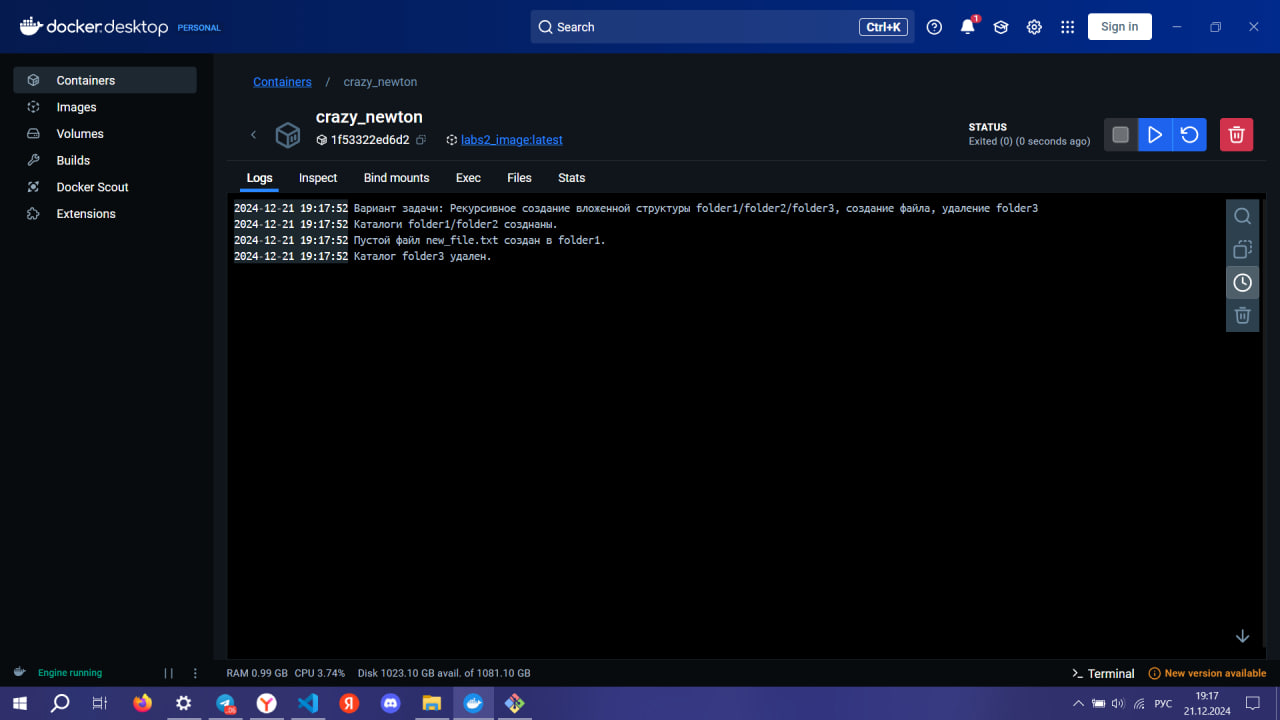 docker.desktop PERSONAL
Search Ctrl+K
1
Sign in
Containers
Images
Volumes
Builds
Docker Scout
Extensions
Containers / crazy_newton
crazy_newton
1f53322ed6d2 labs2_image:latest
STATUS
Exited (0) (0 seconds ago)
Logs Inspect Bind mounts Exec Files Stats
2024-12-21 19:17:52 Вариант задачи: Рекурсивное создание вложенной структуры folder1/folder2/folder3, создание файла, удаление folder3
2024-12-21 19:17:52 Каталоги folder1/folder2 созднаны.
2024-12-21 19:17:52 Пустой файл new_file.txt создан в folder1.
2024-12-21 19:17:52 Каталог folder3 удален.
Engine running
RAM 0.99 GB CPU 3.74% Disk 1023.10 GB avail. of 1081.10 GB
Terminal
New version available
РУС
19:17
21.12.2024